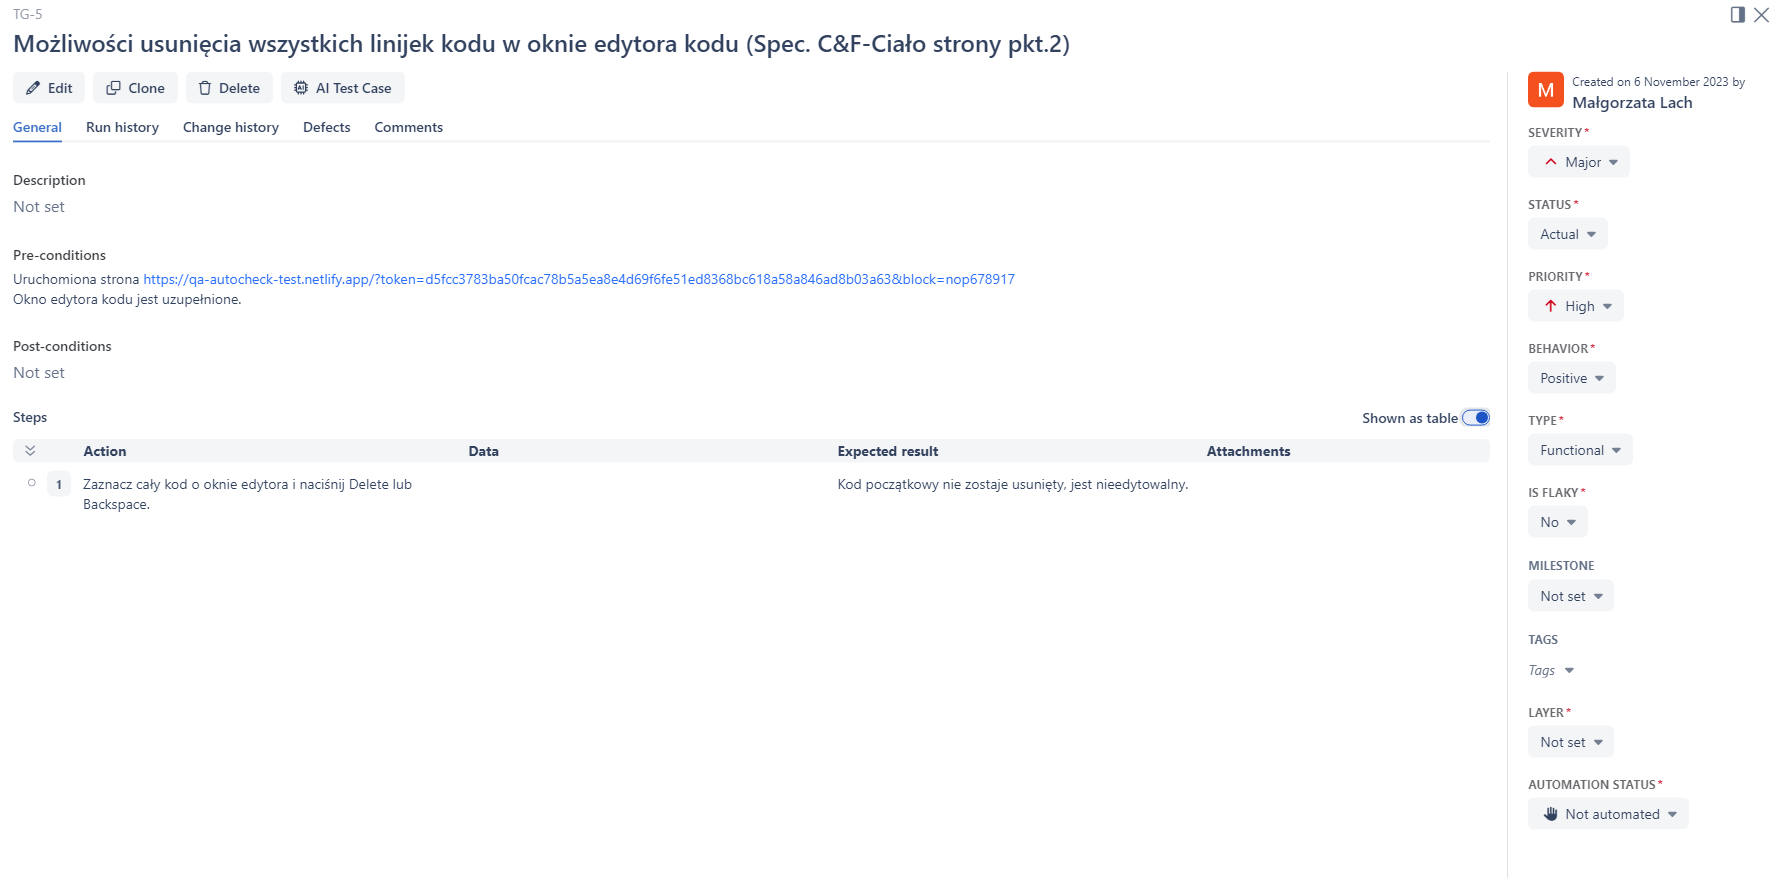 TG-5
Możliwości usunięcia wszystkich linijek kodu w oknie edytora kodu (Spec. C&F-Ciało strony pkt.2)
Edit
Clone
Delete
AI Test Case
General
Run history
Change history
Defects
Comments
Description
Not set
Pre-conditions
Uruchomiona strona https://qa-autocheck-test.netlify.app/?token=d5fcc3783ba50fcac78b5a5ea8e4d69f6fe51ed8368bc618a58a846ad8b03a63&block=nop678917
Okno edytora kodu jest uzupełnione.
Post-conditions
Not set
Steps
Shown as table
Action
Data
Expected result
Attachments
1
Zaznacz cały kod o oknie edytora i naciśnij Delete lub
Backspace.
Kod początkowy nie zostaje usunięty, jest nieedytowalny.
M
Created on 6 November 2023 by
Małgorzata Lach
SEVERITY*
Major
STATUS*
Actual
PRIORITY*
High
BEHAVIOR*
Positive
TYPE*
Functional
IS FLAKY*
No
MILESTONE
Not set
TAGS
Tags
LAYER*
Not set
AUTOMATION STATUS*
Not automated